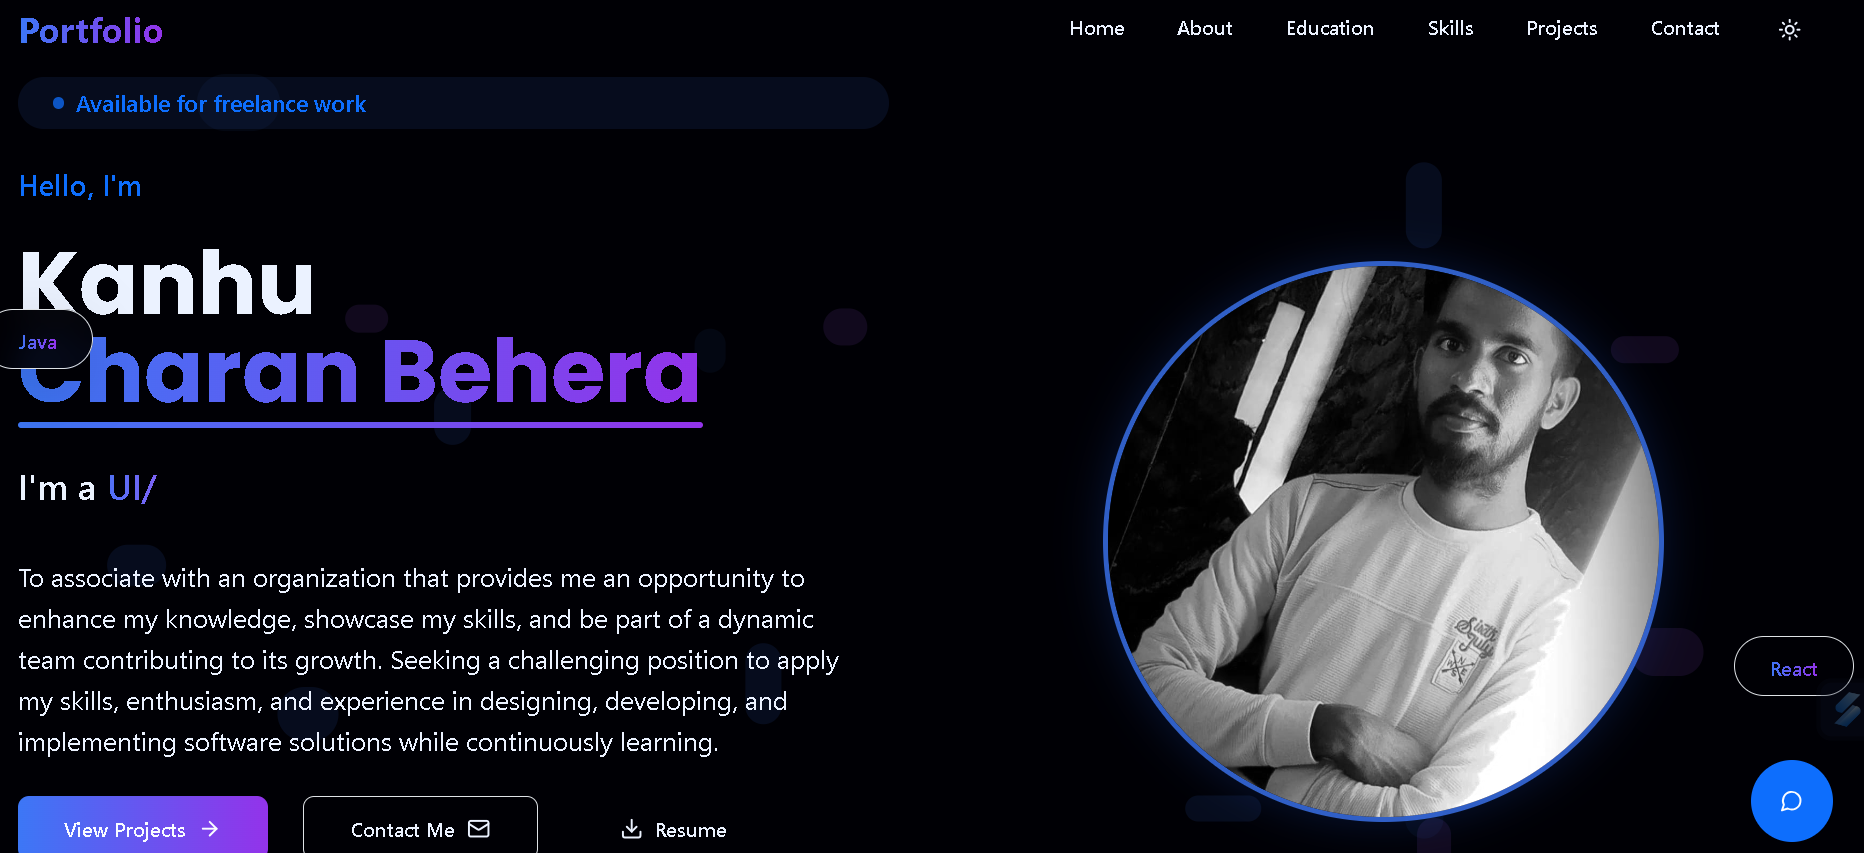 Portfolio
Home About Education Skills Projects Contact
Available for freelance work
Hello, I'm
Kanhu
Java
Charan Behera
I'm a UI/
To associate with an organization that provides me an opportunity to
enhance my knowledge, showcase my skills, and be part of a dynamic
team contributing to its growth. Seeking a challenging position to apply
my skills, enthusiasm, and experience in designing, developing, and
implementing software solutions while continuously learning.
View Projects
Contact Me
Resume
React